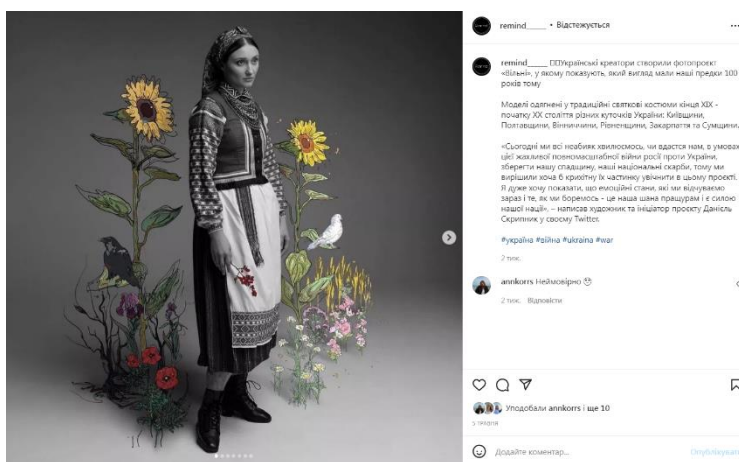 remind_____ • Відстежується
remind_____ Українські креатори створили фотопроєкт
«Вільні», у якому показують, який вигляд мали наші предки 100
років тому
Моделі одягнені у традиційні святкові костюми кінця XIX -
початку XX століття різних куточків України: Київщини,
Полтавщини, Вінниччини, Рівненщини, Закарпаття та Сумщини.
«Сьогодні ми всі неабияк хвилюємось, чи вдасться нам, в умовах
цієї жахливої повномасштабної війни росії проти України,
зберегти нашу спадщину, наші національні скарби, тому ми
вирішили хоча б крихітну їх частинку увічнити в цьому проєкті.
Я дуже хочу показати, що емоційні стани, які ми відчуваємо
зараз і те, як ми боремось - це наша шана пращурам і є силою
нашої нації», – написав художник та ініціатор проєкту Данієль
Скрипник у своєму Twitter.
#україна #війна #ukraina #war
2 тиж.
annkorrs Неймовірно
2 тиж. Відповісти
Уподобали annkorrs і ще 10
5 ТРАВНЯ
Додайте коментар...
Опублікувати